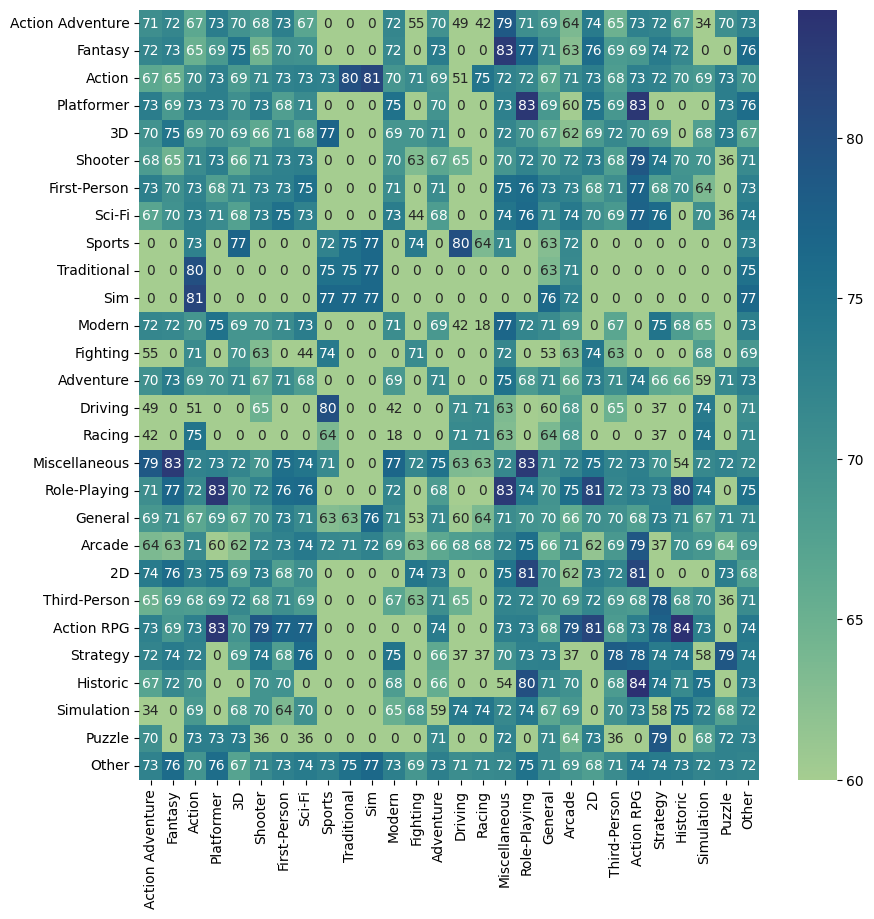 Action Adventure 71 72 67 73 70 68 73 67 0 0 0 72 55 70 49 42 79 71 69 64 74 65 73 72 67 34 70 73
Fantasy 72 73 65 69 75 65 70 70 0 0 0 72 0 73 0 0 83 77 71 63 76 69 69 74 72 0 0 76
Action 67 65 70 73 69 71 73 73 73 80 81 70 71 69 51 75 72 72 67 71 73 68 73 72 70 69 73 70
Platformer 73 69 73 73 70 73 68 71 0 0 0 75 0 70 0 0 73 83 69 60 75 69 83 0 0 0 73 76
3D 70 75 69 70 69 66 71 68 77 0 0 69 70 71 0 0 72 70 67 62 69 72 70 69 0 68 73 67
Shooter 68 65 71 73 66 71 73 73 0 0 0 70 63 67 65 0 70 72 70 72 73 68 79 74 70 70 36 71
First-Person 73 70 73 68 71 73 73 75 0 0 0 71 0 71 0 0 75 76 73 73 68 71 77 68 70 64 0 73
Sci-Fi 67 70 73 71 68 73 75 73 0 0 0 73 44 68 0 0 74 76 71 74 70 69 77 76 0 70 36 74
Sports 0 0 73 0 77 0 0 0 72 75 77 0 74 0 80 64 71 0 63 72 0 0 0 0 0 0 0 73
Traditional 0 0 80 0 0 0 0 0 75 75 77 0 0 0 0 0 0 0 63 71 0 0 0 0 0 0 0 75
Sim 0 0 81 0 0 0 0 0 77 77 77 0 0 0 0 0 0 0 76 72 0 0 0 0 0 0 0 77
Modern 72 72 70 75 69 70 71 73 0 0 0 71 0 69 42 18 77 72 71 69 0 67 0 75 68 65 0 73
Fighting 55 0 71 0 70 63 0 44 74 0 0 0 71 0 0 0 72 0 53 63 74 63 0 0 0 68 0 69
Adventure 70 73 69 70 71 67 71 68 0 0 0 69 0 71 0 0 75 68 71 66 73 71 74 66 66 59 71 73
Driving 49 0 51 0 0 65 0 0 80 0 0 42 0 0 71 71 63 0 60 68 0 65 0 37 0 74 0 71
Racing 42 0 75 0 0 0 0 0 64 0 0 18 0 0 71 71 63 0 64 68 0 0 0 37 0 74 0 71
Miscellaneous 79 83 72 73 72 70 75 74 71 0 0 77 72 75 63 63 72 83 71 72 75 72 73 70 54 72 72 72
Role-Playing 71 77 72 83 70 72 76 76 0 0 0 72 0 68 0 0 83 74 70 75 81 72 73 73 80 74 0 75
General 69 71 67 69 67 70 73 71 63 63 76 71 53 71 60 64 71 70 70 66 70 70 68 73 71 67 71 71
Arcade 64 63 71 60 62 72 73 74 72 71 72 69 63 66 68 68 72 75 66 71 62 69 79 37 70 69 64 69
2D 74 76 73 75 69 73 68 70 0 0 0 0 74 73 0 0 75 81 70 62 73 72 81 0 0 0 73 68
Third-Person 65 69 68 69 72 68 71 69 0 0 0 67 63 71 65 0 72 72 70 69 72 69 68 78 68 70 36 71
Action RPG 73 69 73 83 70 79 77 77 0 0 0 0 0 74 0 0 73 73 68 79 81 68 73 78 84 73 0 74
Strategy 72 74 72 0 69 74 68 76 0 0 0 75 0 66 37 37 70 73 73 37 0 78 78 74 74 58 79 74
Historic 67 72 70 0 0 70 70 0 0 0 0 68 0 66 0 0 54 80 71 70 0 68 84 74 71 75 0 73
Simulation 34 0 69 0 68 70 64 70 0 0 0 65 68 59 74 74 72 74 67 69 0 70 73 58 75 72 68 72
Puzzle 70 0 73 73 73 36 0 36 0 0 0 0 0 71 0 0 72 0 71 64 73 36 0 79 0 68 72 73
Other 73 76 70 76 67 71 73 74 73 75 77 73 69 73 71 71 72 75 71 69 68 71 74 74 73 72 73 72
Action Adventure
Fantasy
Action
Platformer
3D
Shooter
First-Person
Sci-Fi
Sports
Traditional
Sim
Modern
Fighting
Adventure
Driving
Racing
Miscellaneous
Role-Playing
General
Arcade
2D
Third-Person
Action RPG
Strategy
Historic
Simulation
Puzzle
Other
80
75
70
65
60